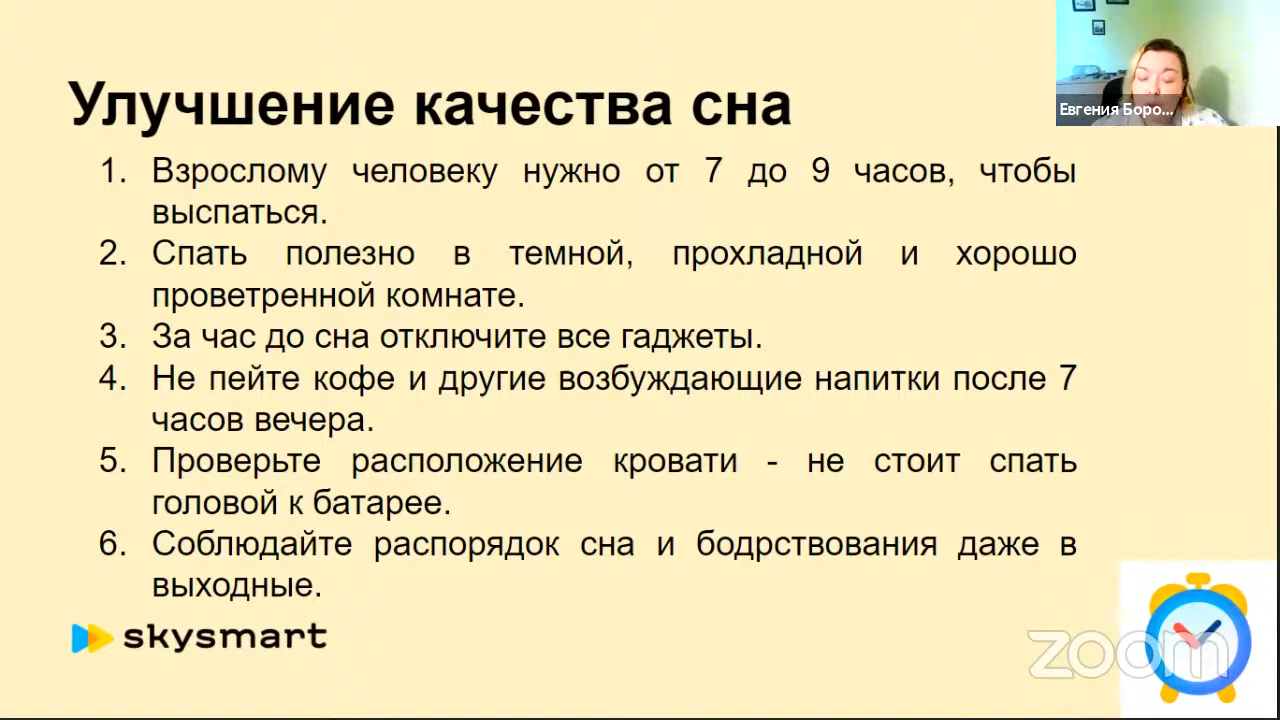 Евгения Боро...
Улучшение качества сна
1. Взрослому человеку нужно от 7 до 9 часов, чтобы
выспаться.
2. Спать полезно в темной, прохладной и хорошо
проветренной комнате.
3. За час до сна отключите все гаджеты.
4. Не пейте кофе и другие возбуждающие напитки после 7
часов вечера.
5. Проверьте расположение кровати - не стоит спать
головой к батарее.
6. Соблюдайте распорядок сна и бодрствования даже в
выходные.
skysmart
zoom